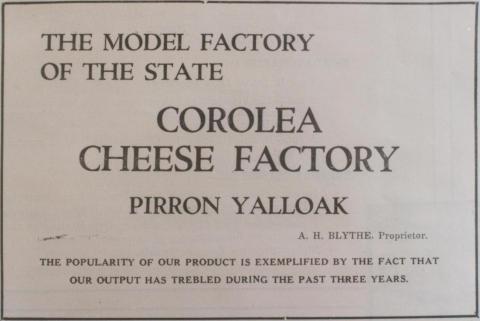 THE MODEL FACTORY
OF THE STATE
COROLEA
CHEESE FACTORY
PIRRON YALLOAK
A. H. BLYTHE, Proprietor.
THE POPULARITY OF OUR PRODUCT IS EXEMPLIFIED BY THE FACT THAT
OUR OUTPUT HAS TREBLED DURING THE PAST THREE YEARS.